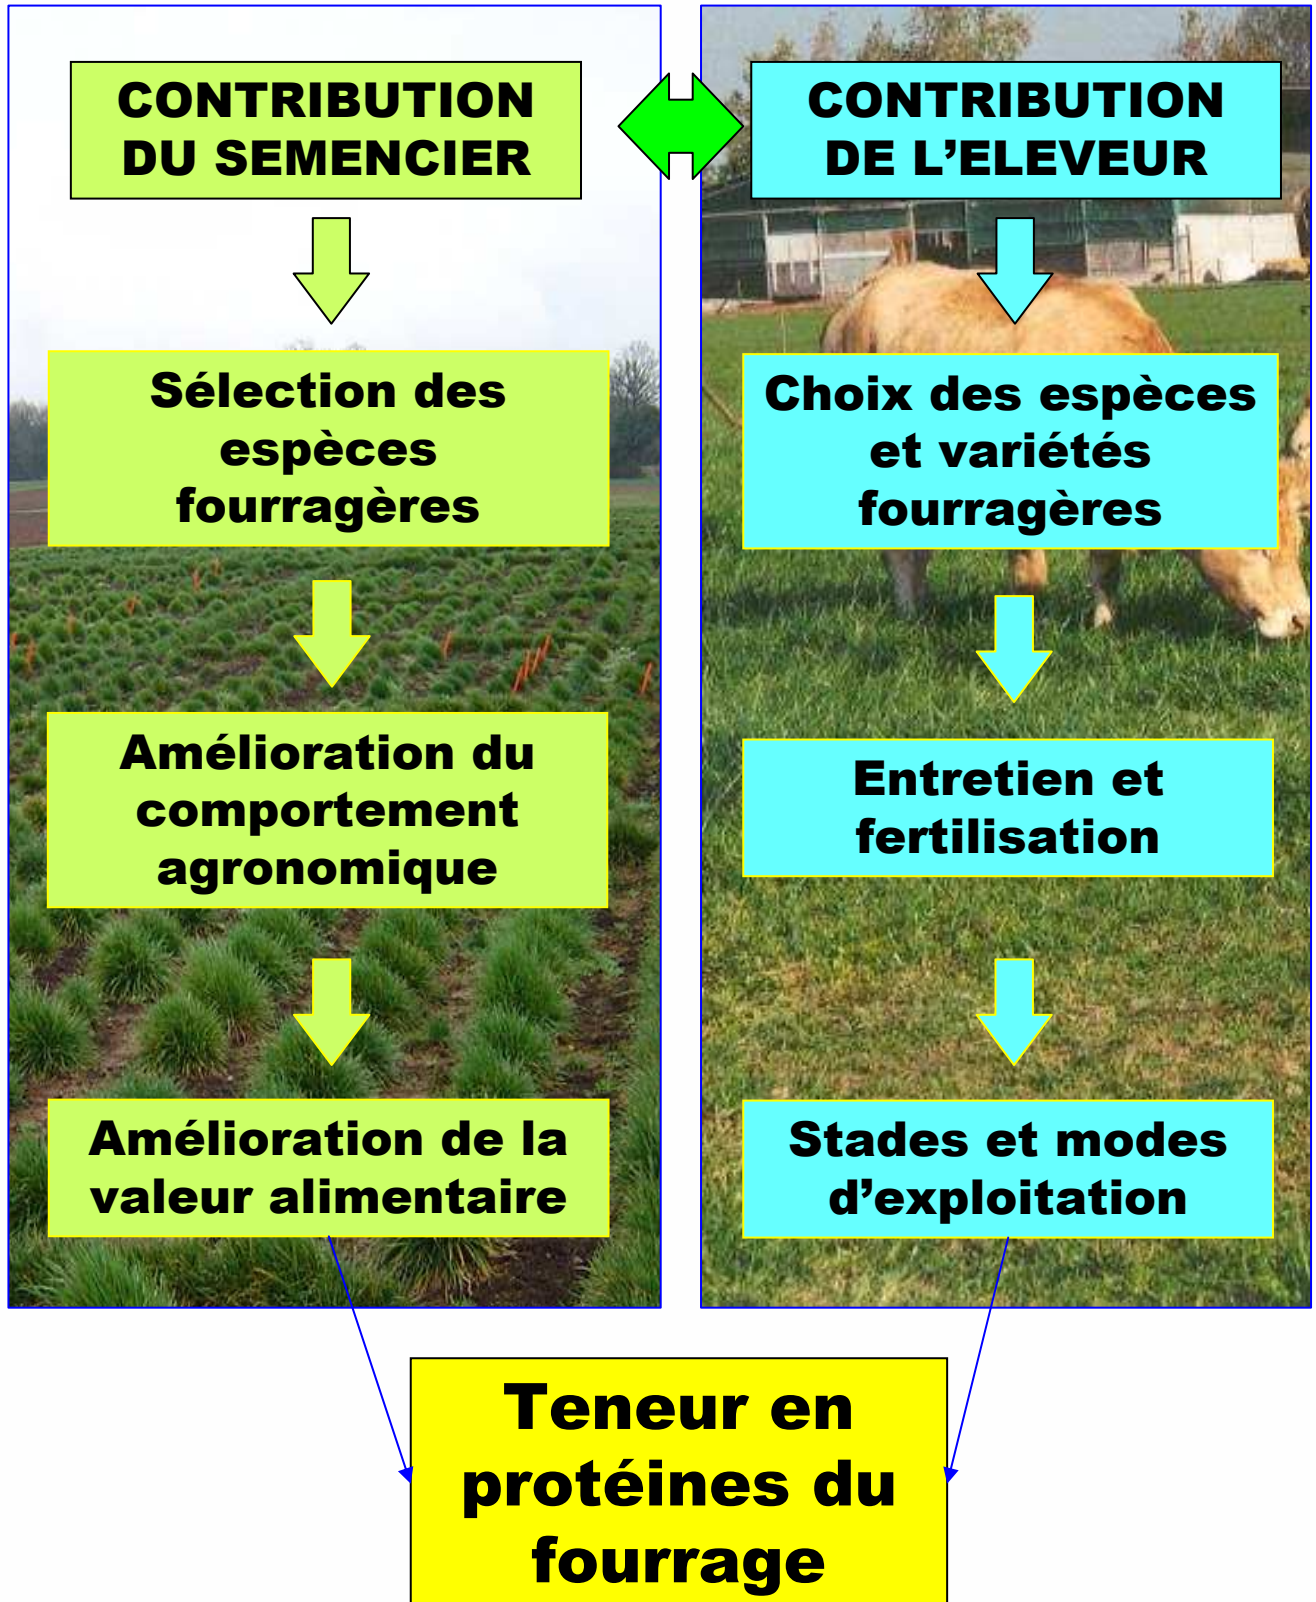 CONTRIBUTION
DU SEMENCIER
Sélection des
espèces
fourragères
Amélioration du
comportement
agronomique
Amélioration de la
valeur alimentaire
CONTRIBUTION
DE L’ELEVEUR
Choix des espèces
et variétés
fourragères
Entretien et
fertilisation
Stades et modes
d’exploitation
Teneur en
protéines du
fourrage